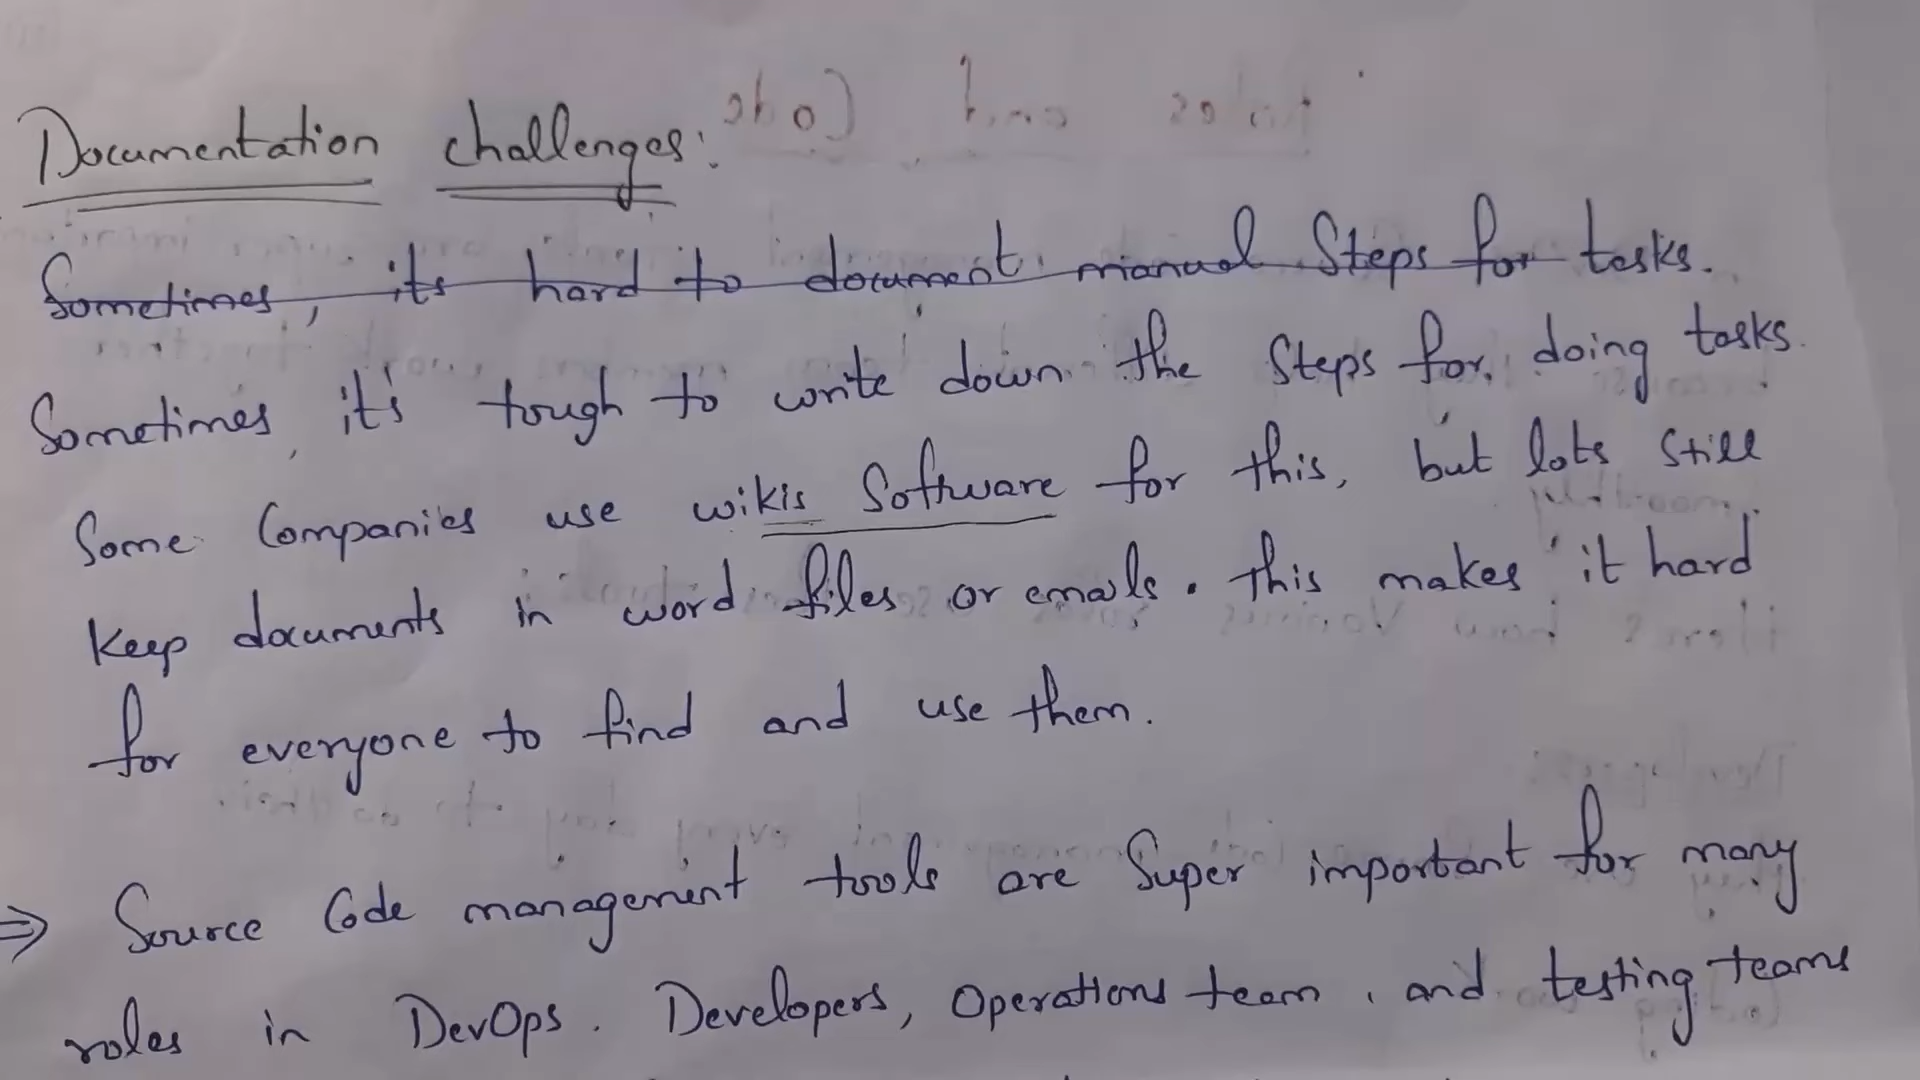 Documentation challenges:
Sometimes, its hard to document manual Steps for tasks.
Sometimes, it's tough to write down the Steps for doing tasks.
Some Companies use wikis Software for this, but lots still
keep documents in word files or emails. this makes it hard
for everyone to find and use them.
⇒ Source Code management tools are Super important for many
roles in DevOps. Developers, Operations team, and testing teams